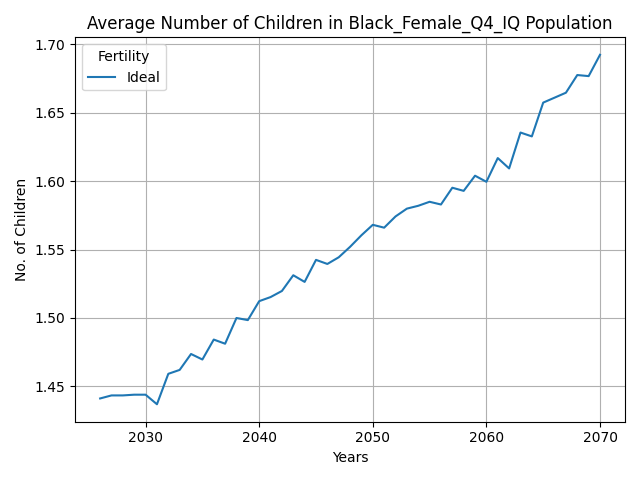 Average Number of Children in Black_Female_Q4_IQ Population
Fertility
Ideal
No. of Children
1.70
1.65
1.60
1.55
1.50
1.45
2030 2040 2050 2060 2070
Years